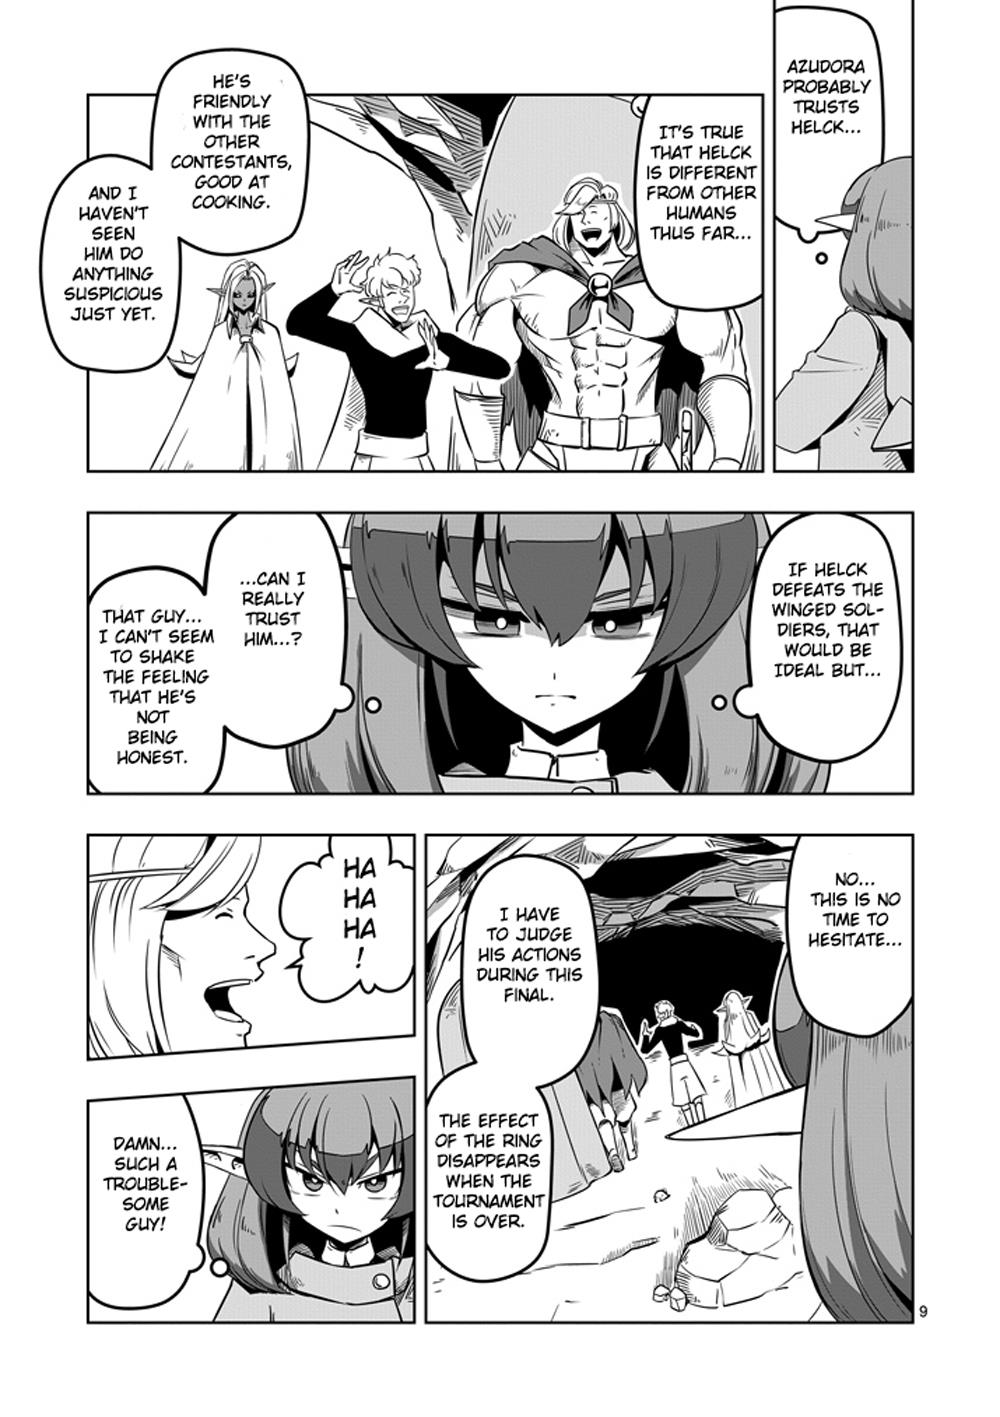 AZUDORA
PROBABLY
TRUSTS
HELCK...
IT'S TRUE
THAT HELCK
IS DIFFERENT
FROM OTHER
HUMANS
THUS FAR...
HE'S
FRIENDLY
WITH THE
OTHER
CONTESTANTS,
GOOD AT
COOKING.
AND I
HAVEN'T
SEEN
HIM DO
ANYTHING
SUSPICIOUS
JUST YET.
IF HELCK
DEFEATS THE
WINGED SOL-
DIERS, THAT
WOULD BE
IDEAL BUT...
...CAN I
REALLY
TRUST
HIM...?
THAT GUY...
I CAN'T SEEM
TO SHAKE
THE FEELING
THAT HE'S
NOT
BEING
HONEST.
NO...
THIS IS NO
TIME TO
HESITATE...
I HAVE
TO JUDGE
HIS ACTIONS
DURING THIS
FINAL.
THE EFFECT
OF THE RING
DISAPPEARS
WHEN THE
TOURNAMENT
IS OVER.
HA
HA
HA
!
DAMN...
SUCH A
TROUBLE-
SOME
GUY!
9